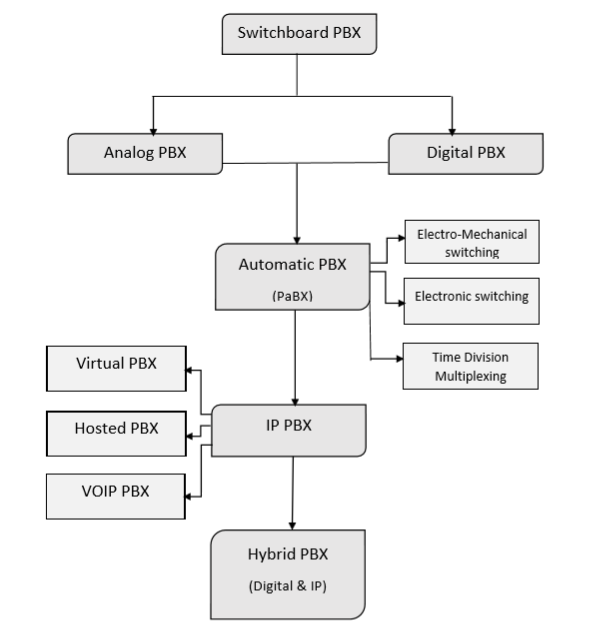 Switchboard PBX
Analog PBX
Digital PBX
Automatic PBX
(PaBX)
Electro-Mechanical
switching
Electronic switching
Time Division
Multiplexing
Virtual PBX
Hosted PBX
VOIP PBX
IP PBX
Hybrid PBX
(Digital & IP)